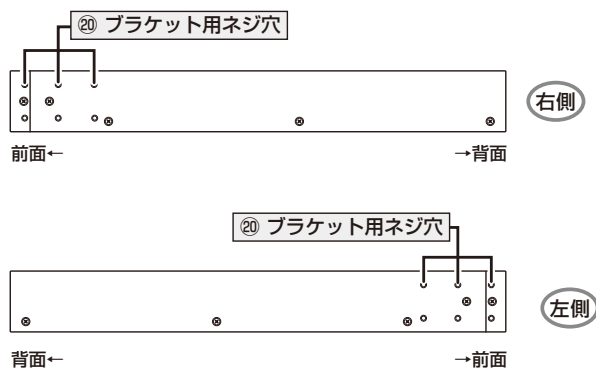 ⑳ ブラケット用ネジ穴
右側
前面← →背面
⑳ ブラケット用ネジ穴
左側
背面← →前面